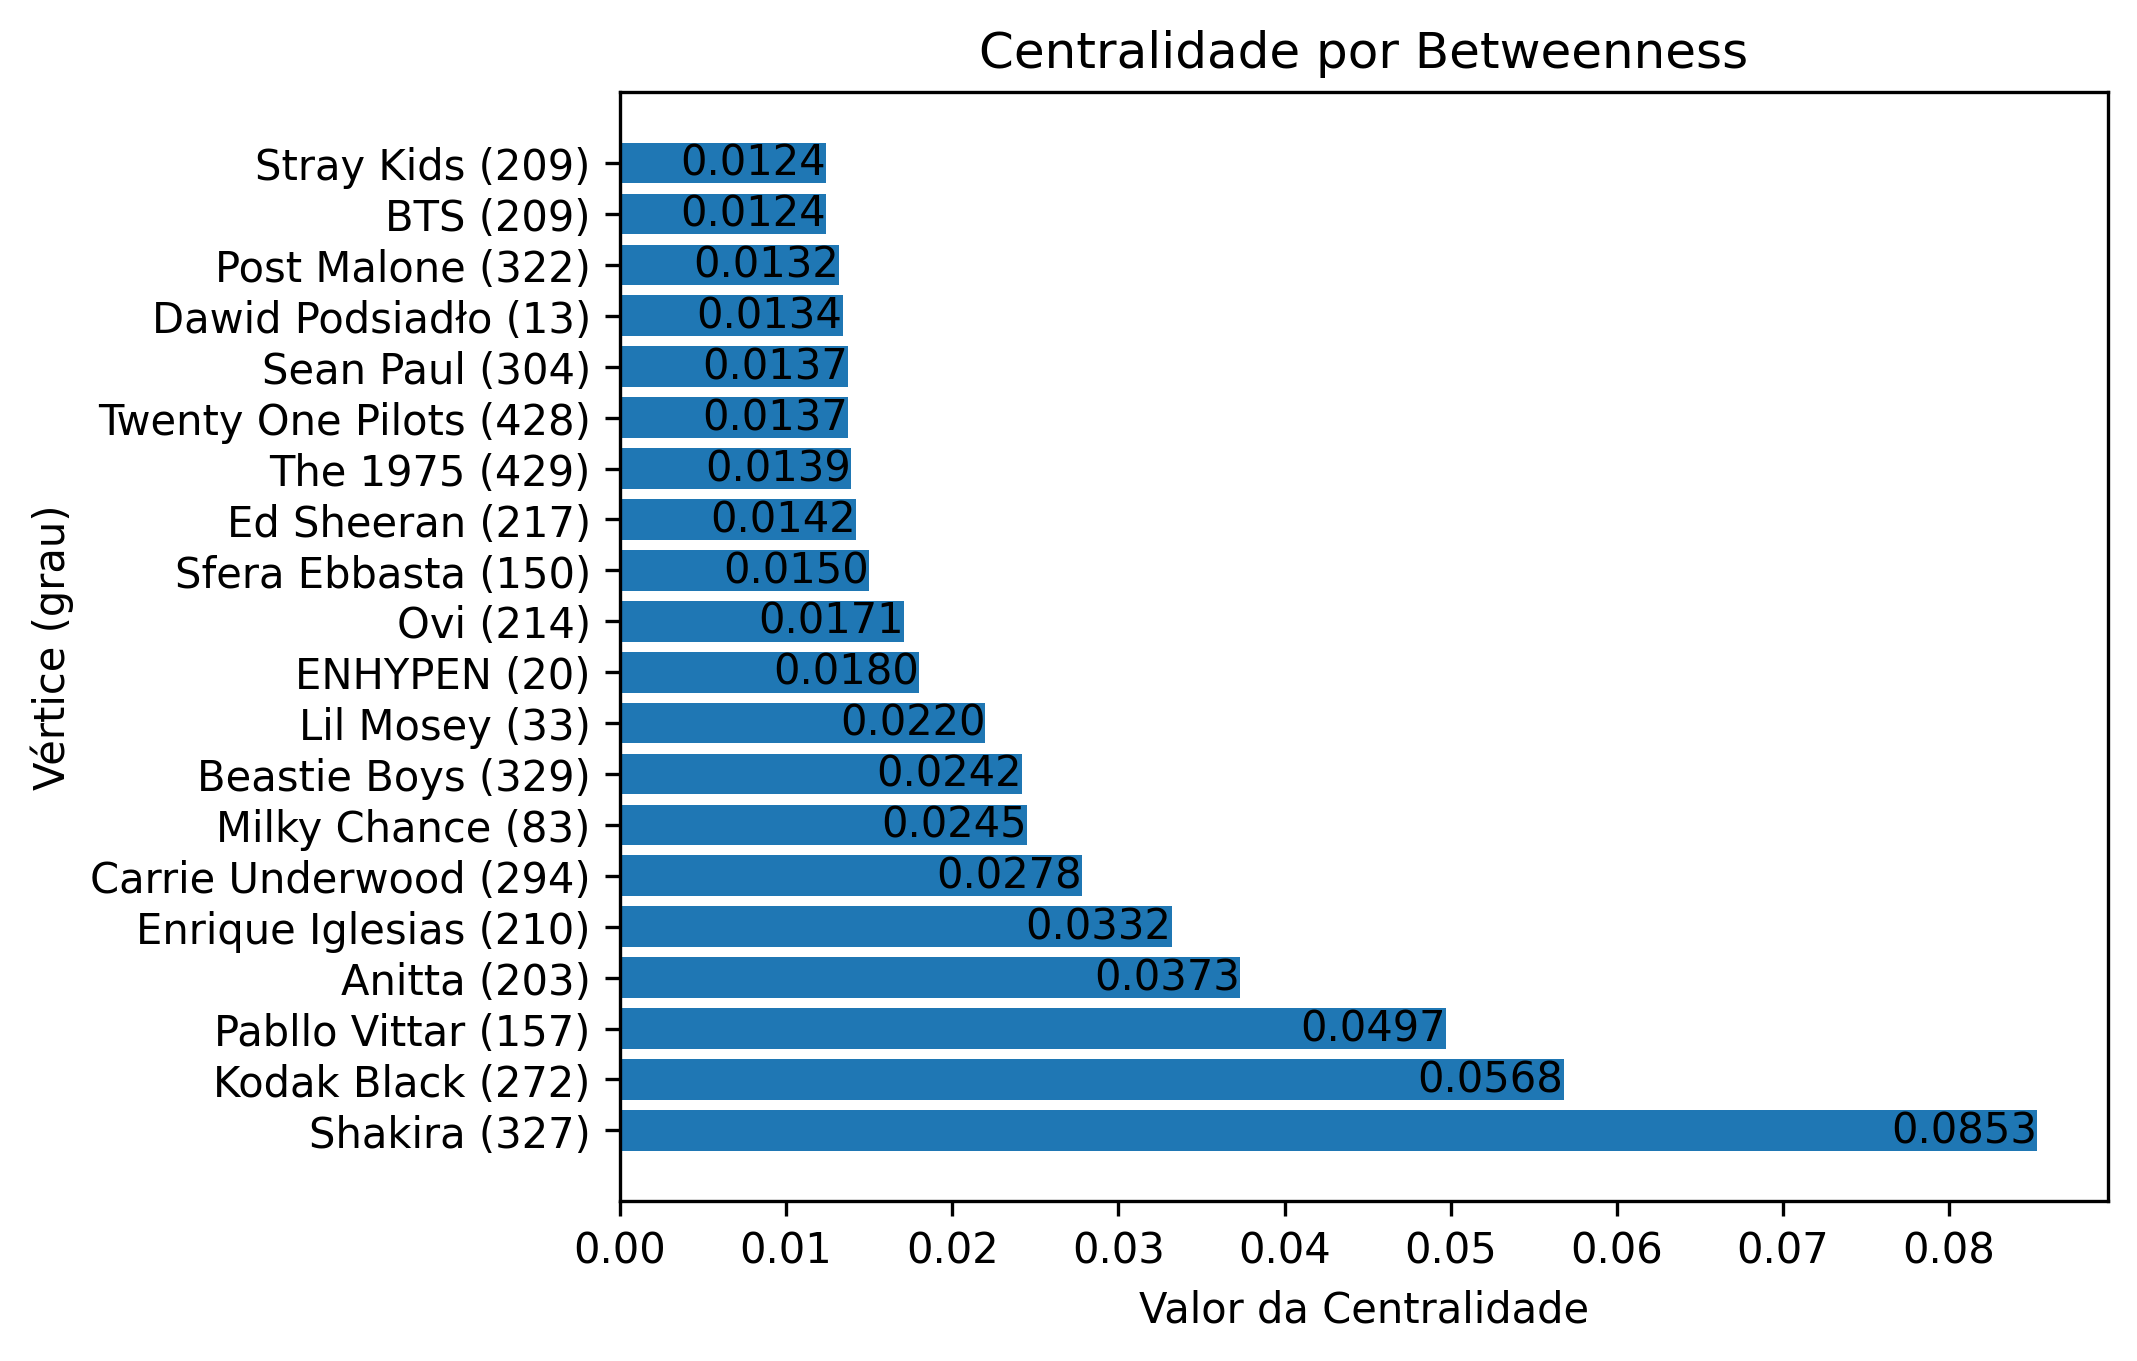 Centralidade por Betweenness
Vértice (grau)
Stray Kids (209) 0.0124
BTS (209) 0.0124
Post Malone (322) 0.0132
Dawid Podsiadło (13) 0.0134
Sean Paul (304) 0.0137
Twenty One Pilots (428) 0.0137
The 1975 (429) 0.0139
Ed Sheeran (217) 0.0142
Sfera Ebbasta (150) 0.0150
Ovi (214) 0.0171
ENHYPEN (20) 0.0180
Lil Mosey (33) 0.0220
Beastie Boys (329) 0.0242
Milky Chance (83) 0.0245
Carrie Underwood (294) 0.0278
Enrique Iglesias (210) 0.0332
Anitta (203) 0.0373
Pabllo Vittar (157) 0.0497
Kodak Black (272) 0.0568
Shakira (327) 0.0853
0.00 0.01 0.02 0.03 0.04 0.05 0.06 0.07 0.08
Valor da Centralidade